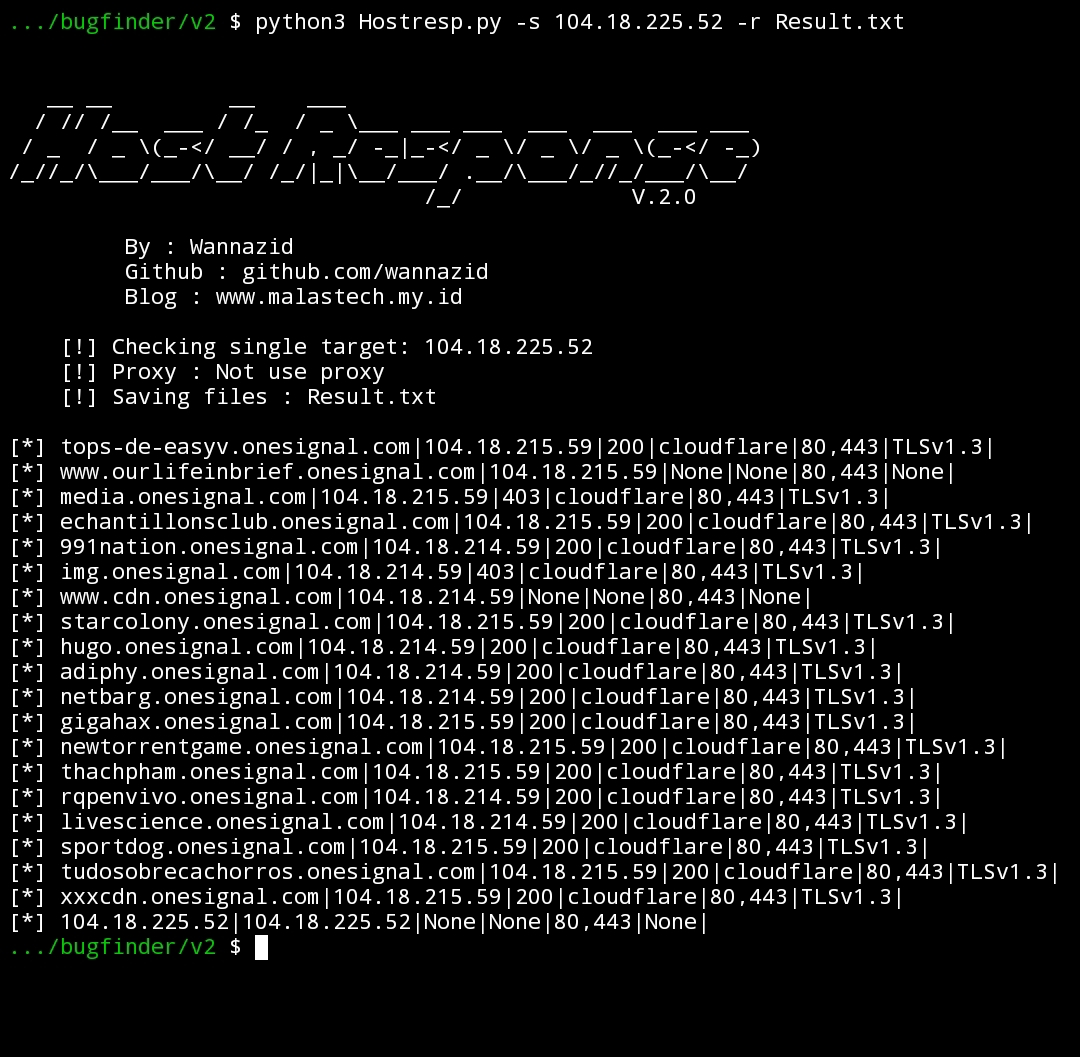 .../bugfinder/v2 $ python3 Hostresp.py -s 104.18.225.52 -r Result.txt
Host Response
V.2.0
By : Wannazid
Github : github.com/wannazid
Blog : www.malastech.my.id
[!] Checking single target: 104.18.225.52
[!] Proxy : Not use proxy
[!] Saving files : Result.txt
[*] tops-de-easyv.onesignal.com|104.18.215.59|200|cloudflare|80,443|TLSv1.3|
[*] www.ourlifeinbrief.onesignal.com|104.18.215.59|None|None|80,443|None|
[*] media.onesignal.com|104.18.215.59|403|cloudflare|80,443|TLSv1.3|
[*] echantillonsclub.onesignal.com|104.18.215.59|200|cloudflare|80,443|TLSv1.3|
[*] 991nation.onesignal.com|104.18.214.59|200|cloudflare|80,443|TLSv1.3|
[*] img.onesignal.com|104.18.214.59|403|cloudflare|80,443|TLSv1.3|
[*] www.cdn.onesignal.com|104.18.214.59|None|None|80,443|None|
[*] starcolony.onesignal.com|104.18.215.59|200|cloudflare|80,443|TLSv1.3|
[*] hugo.onesignal.com|104.18.214.59|200|cloudflare|80,443|TLSv1.3|
[*] adiphy.onesignal.com|104.18.214.59|200|cloudflare|80,443|TLSv1.3|
[*] netbarg.onesignal.com|104.18.214.59|200|cloudflare|80,443|TLSv1.3|
[*] gigahax.onesignal.com|104.18.215.59|200|cloudflare|80,443|TLSv1.3|
[*] newtorrentgame.onesignal.com|104.18.215.59|200|cloudflare|80,443|TLSv1.3|
[*] thachpham.onesignal.com|104.18.215.59|200|cloudflare|80,443|TLSv1.3|
[*] rqpenvivo.onesignal.com|104.18.214.59|200|cloudflare|80,443|TLSv1.3|
[*] livescience.onesignal.com|104.18.214.59|200|cloudflare|80,443|TLSv1.3|
[*] sportdog.onesignal.com|104.18.214.59|200|cloudflare|80,443|TLSv1.3|
[*] tudosobrecachorros.onesignal.com|104.18.215.59|200|cloudflare|80,443|TLSv1.3|
[*] xxxcdn.onesignal.com|104.18.215.59|200|cloudflare|80,443|TLSv1.3|
[*] 104.18.225.52|104.18.225.52|None|None|80,443|None|
.../bugfinder/v2 $